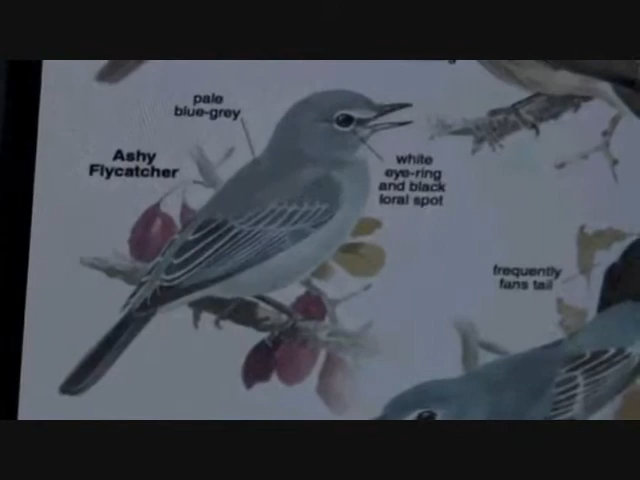 pale
blue-grey
Ashy
Flycatcher
white
eye-ring
and black
loral spot
frequently
fans tail